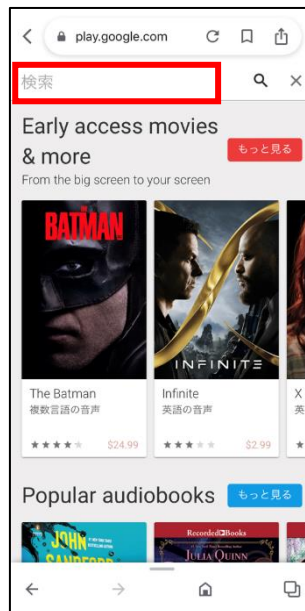 play.google.com
検索
Early access movies
& more
もっと見る
From the big screen to your screen
BATMAN
INFINITE
The Batman
複数言語の音声
$24.99
Infinite
英語の音声
$2.99
X
英
Popular audiobooks
もっと見る
JOHN
SANDFORD
Recorded Books
JULIA QUINN